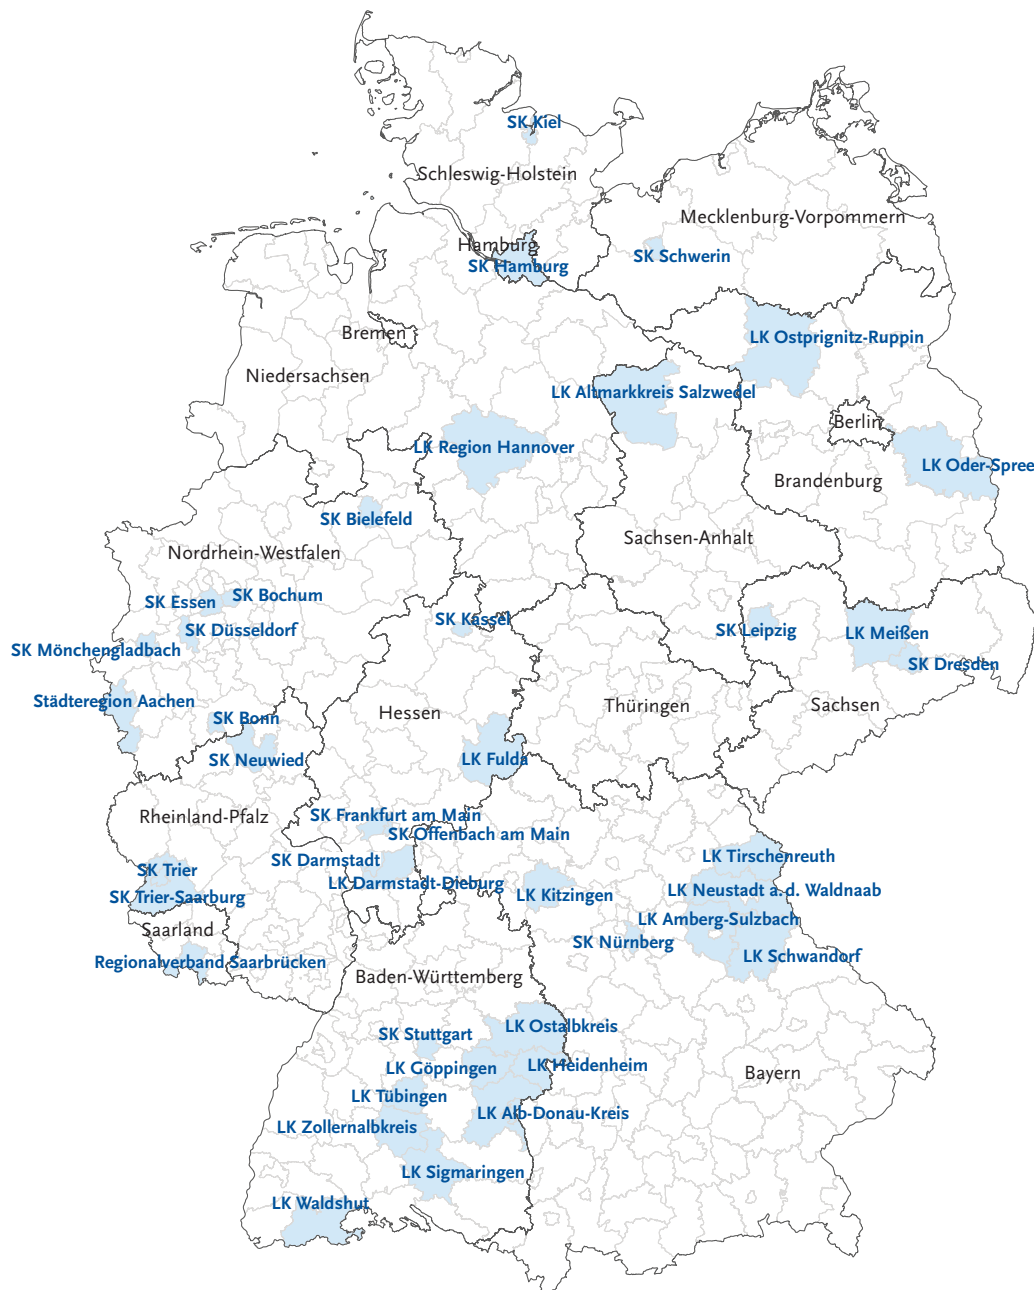 SK Kiel
Schleswig-Holstein
Mecklenburg-Vorpommern
Hamburg
SK Hamburg
SK Schwerin
Bremen
LK Ostprignitz-Ruppin
Niedersachsen
LK Altmarkkreis Salzwedel
Berlin
LK Region Hannover
LK Oder-Spree
Brandenburg
SK Bielefeld
Sachsen-Anhalt
Nordrhein-Westfalen
SK Essen
SK Bochum
SK Kassel
SK Düsseldorf
SK Leipzig
LK Meißen
SK Mönchengladbach
SK Dresden
Städteregion Aachen
Hessen
Thüringen
Sachsen
SK Bonn
SK Neuwied
LK Fulda
Rheinland-Pfalz
SK Frankfurt am Main
SK Offenbach am Main
SK Darmstadt
LK Tirschenreuth
SK Trier
LK Darmstadt-Dieburg
LK Neustadt a. d. Waldnaab
SK Trier-Saarburg
LK Kitzingen
LK Amberg-Sulzbach
Saarland
SK Nürnberg
LK Schwandorf
Regionalverband Saarbrücken
Baden-Württemberg
LK Ostalbkreis
SK Stuttgart
LK Göppingen
LK Heidenheim
Bayern
LK Tübingen
LK Alb-Donau-Kreis
LK Zollernalbkreis
LK Sigmaringen
LK Waldshut